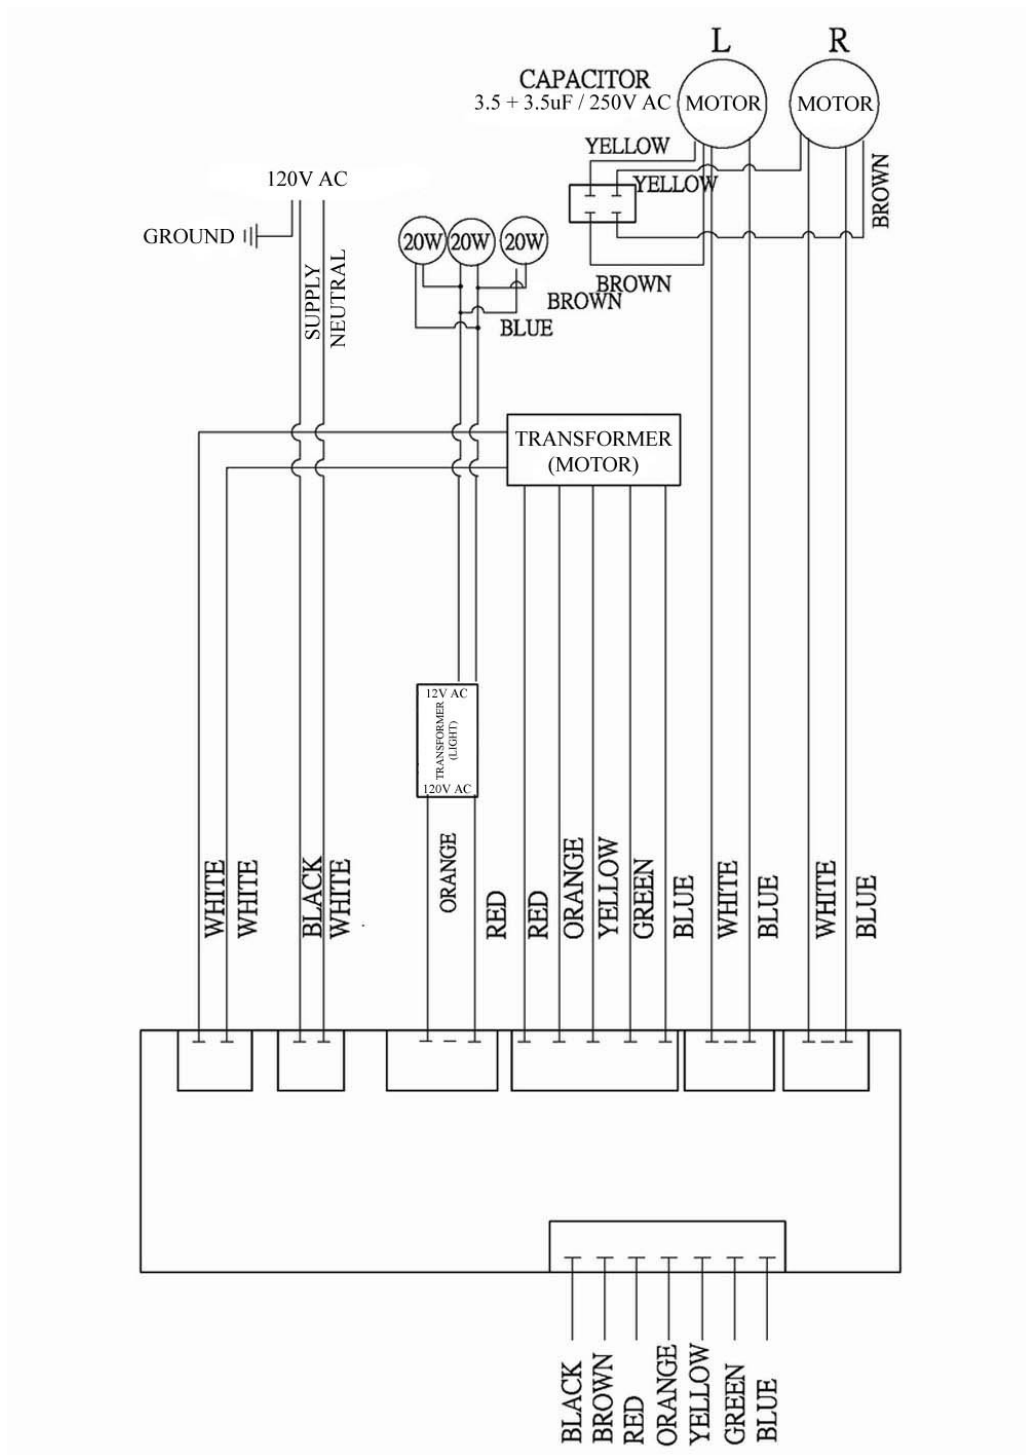 L
R
CAPACITOR
3.5 + 3.5uF / 250V AC
MOTOR
MOTOR
YELLOW
YELLOW
BROWN
120V AC
GROUND
SUPPLY
NEUTRAL
20W
20W
20W
BROWN
BROWN
BLUE
TRANSFORMER
(MOTOR)
12V AC
TRANSFORMER
(LIGHT)
120V AC
WHITE
WHITE
BLACK
WHITE
ORANGE
RED
RED
ORANGE
YELLOW
GREEN
BLUE
WHITE
BLUE
WHITE
BLUE
BLACK
BROWN
RED
ORANGE
YELLOW
GREEN
BLUE